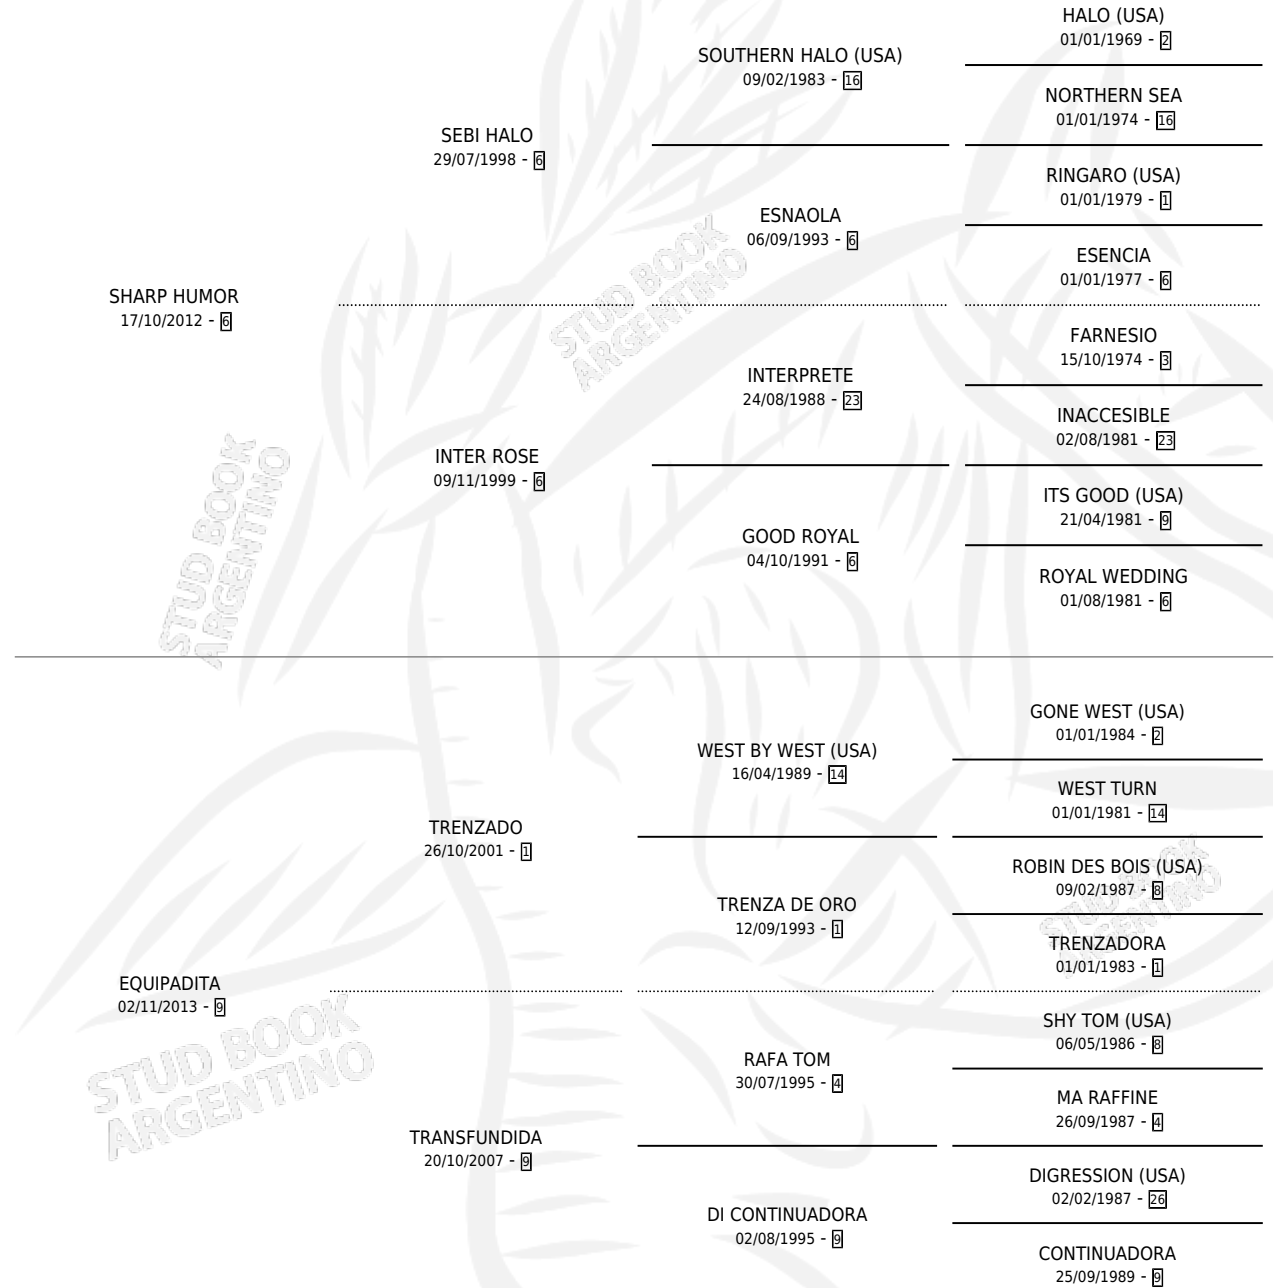 HALO (USA)
01/01/1969 - 2
SOUTHERN HALO (USA)
09/02/1983 - 16
NORTHERN SEA
01/01/1974 - 16
SEBI HALO
29/07/1998 - 6
RINGARO (USA)
01/01/1979 - 1
ESNAOLA
06/09/1993 - 6
ESENCIA
01/01/1977 - 6
SHARP HUMOR
17/10/2012 - 6
FARNESIO
15/10/1974 - 3
INTERPRETE
24/08/1988 - 23
INACCESIBLE
02/08/1981 - 23
INTER ROSE
09/11/1999 - 6
ITS GOOD (USA)
21/04/1981 - 9
GOOD ROYAL
04/10/1991 - 6
ROYAL WEDDING
01/08/1981 - 6
GONE WEST (USA)
01/01/1984 - 2
WEST BY WEST (USA)
16/04/1989 - 14
WEST TURN
01/01/1981 - 14
TRENZADO
26/10/2001 - 1
ROBIN DES BOIS (USA)
09/02/1987 - 8
TRENZA DE ORO
12/09/1993 - 1
TRENZADORA
01/01/1983 - 1
EQUIPADITA
02/11/2013 - 9
SHY TOM (USA)
06/05/1986 - 8
RAFA TOM
30/07/1995 - 4
MA RAFFINE
26/09/1987 - 4
TRANSFUNDIDA
20/10/2007 - 9
DIGRESSION (USA)
02/02/1987 - 26
DI CONTINUADORA
02/08/1995 - 9
CONTINUADORA
25/09/1989 - 9
STUD BOOK
ARGENTINO
STUD BOOK
ARGENTINO
STUD BOOK
ARGENTINO
STUD BOOK
ARGENTINO